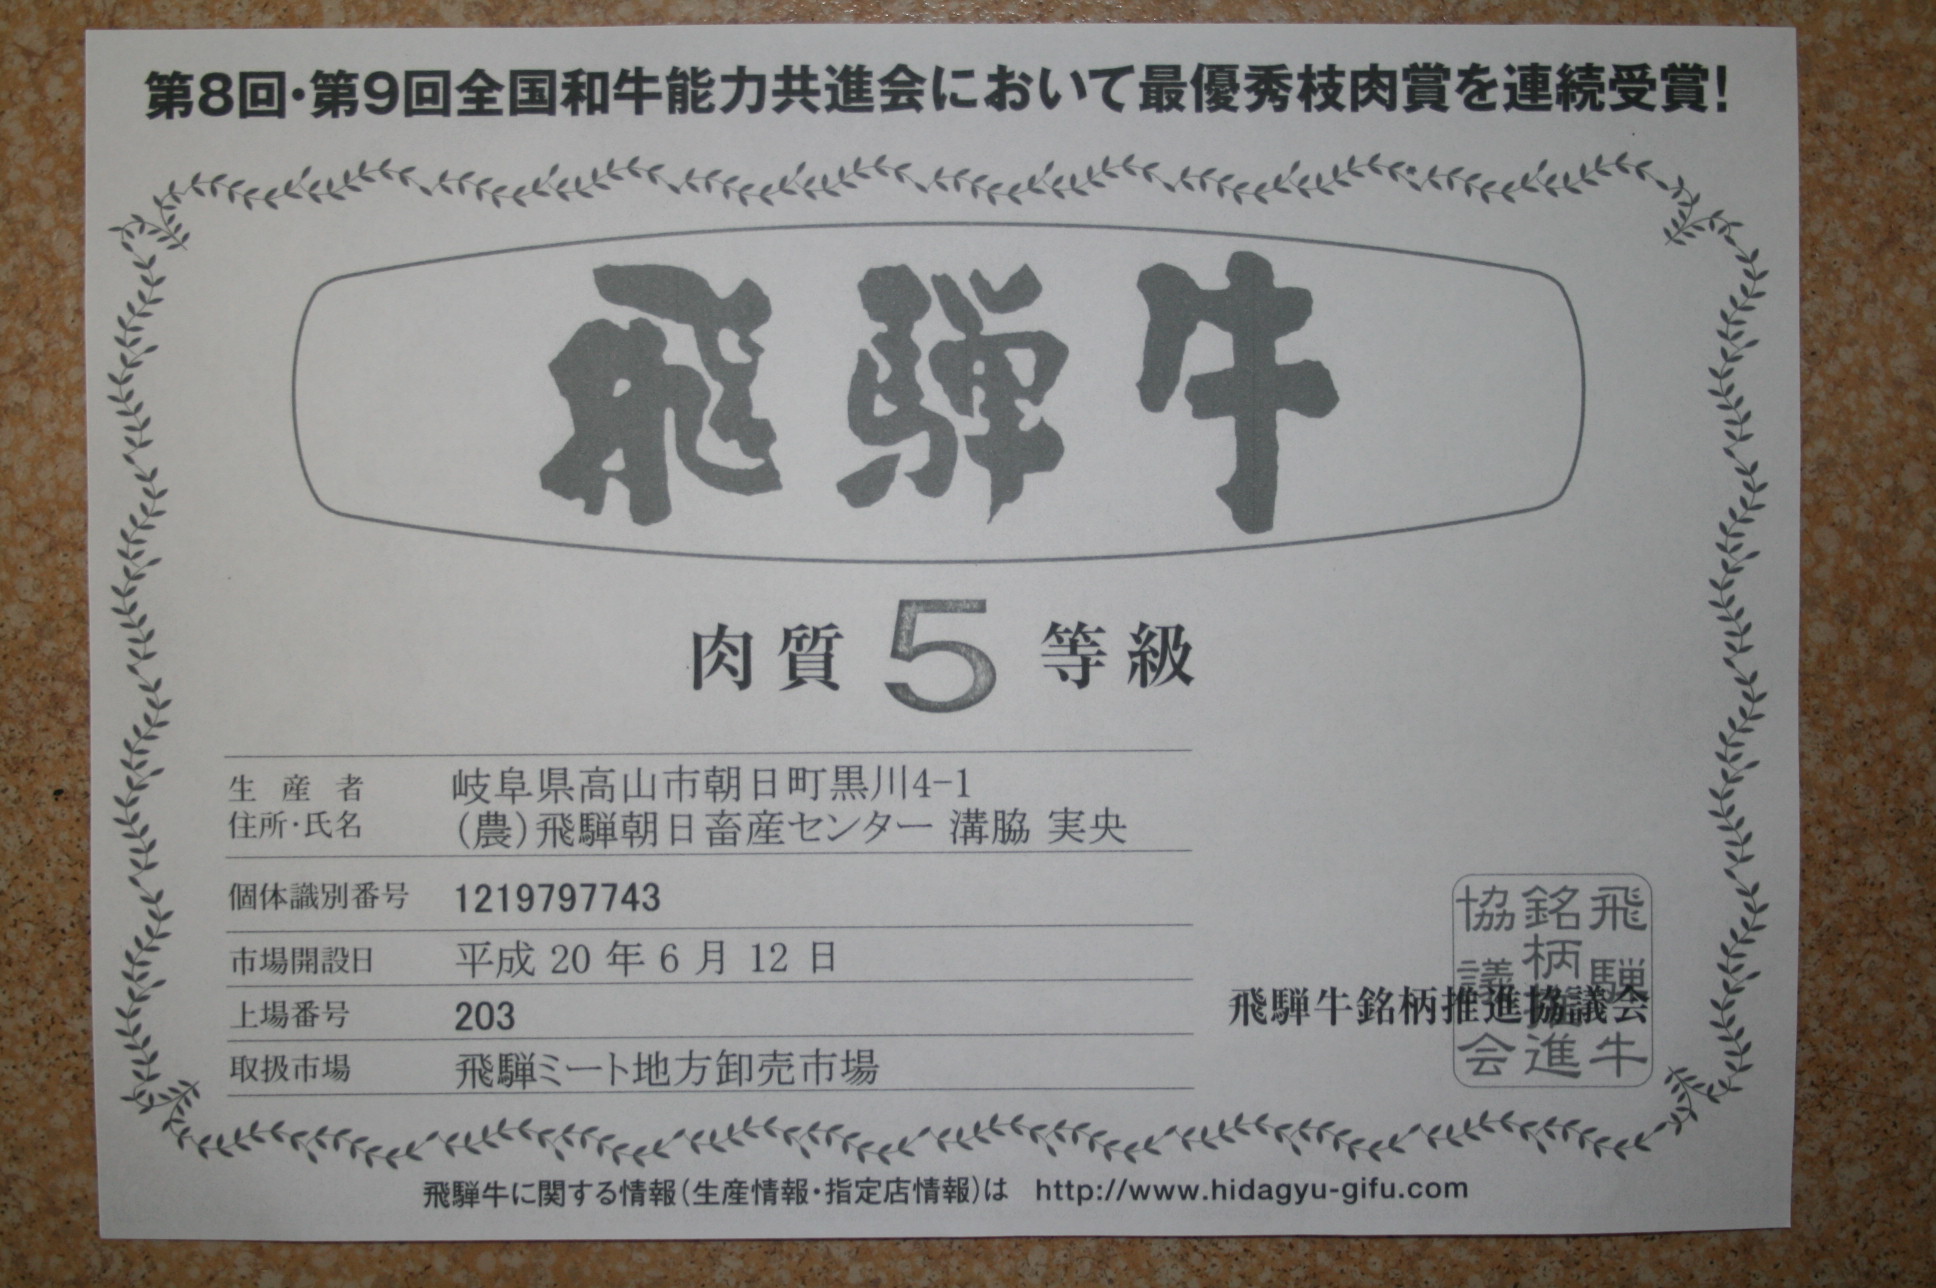 第8回・第9回全国和牛能力共進会において最優秀枝肉賞を連続受賞!
飛騨牛
肉質 5 等級
生産者 岐阜県高山市朝日町黒川4-1
住所・氏名 (農)飛騨朝日畜産センター 溝脇 実央
個体識別番号 1219797743
市場開設日 平成 20 年 6 月 12 日
上場番号 203
取扱市場 飛騨ミート地方卸売市場
飛騨牛銘柄推進協議会
飛騨牛
銘柄推進
協議会
飛騨牛に関する情報(生産情報・指定店情報)は http://www.hidagyu-gifu.com